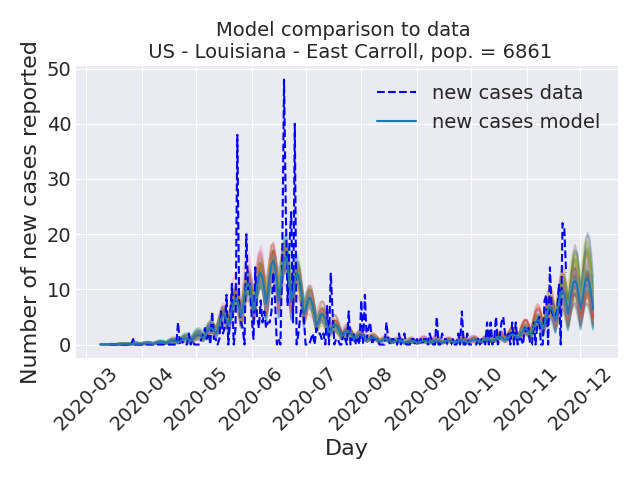 Model comparison to data
US - Louisiana - East Carroll, pop. = 6861
Number of new cases reported
50
40
30
20
10
0
new cases data
new cases model
2020-03
2020-04
2020-05
2020-06
2020-07
2020-08
2020-09
2020-10
2020-11
2020-12
Day